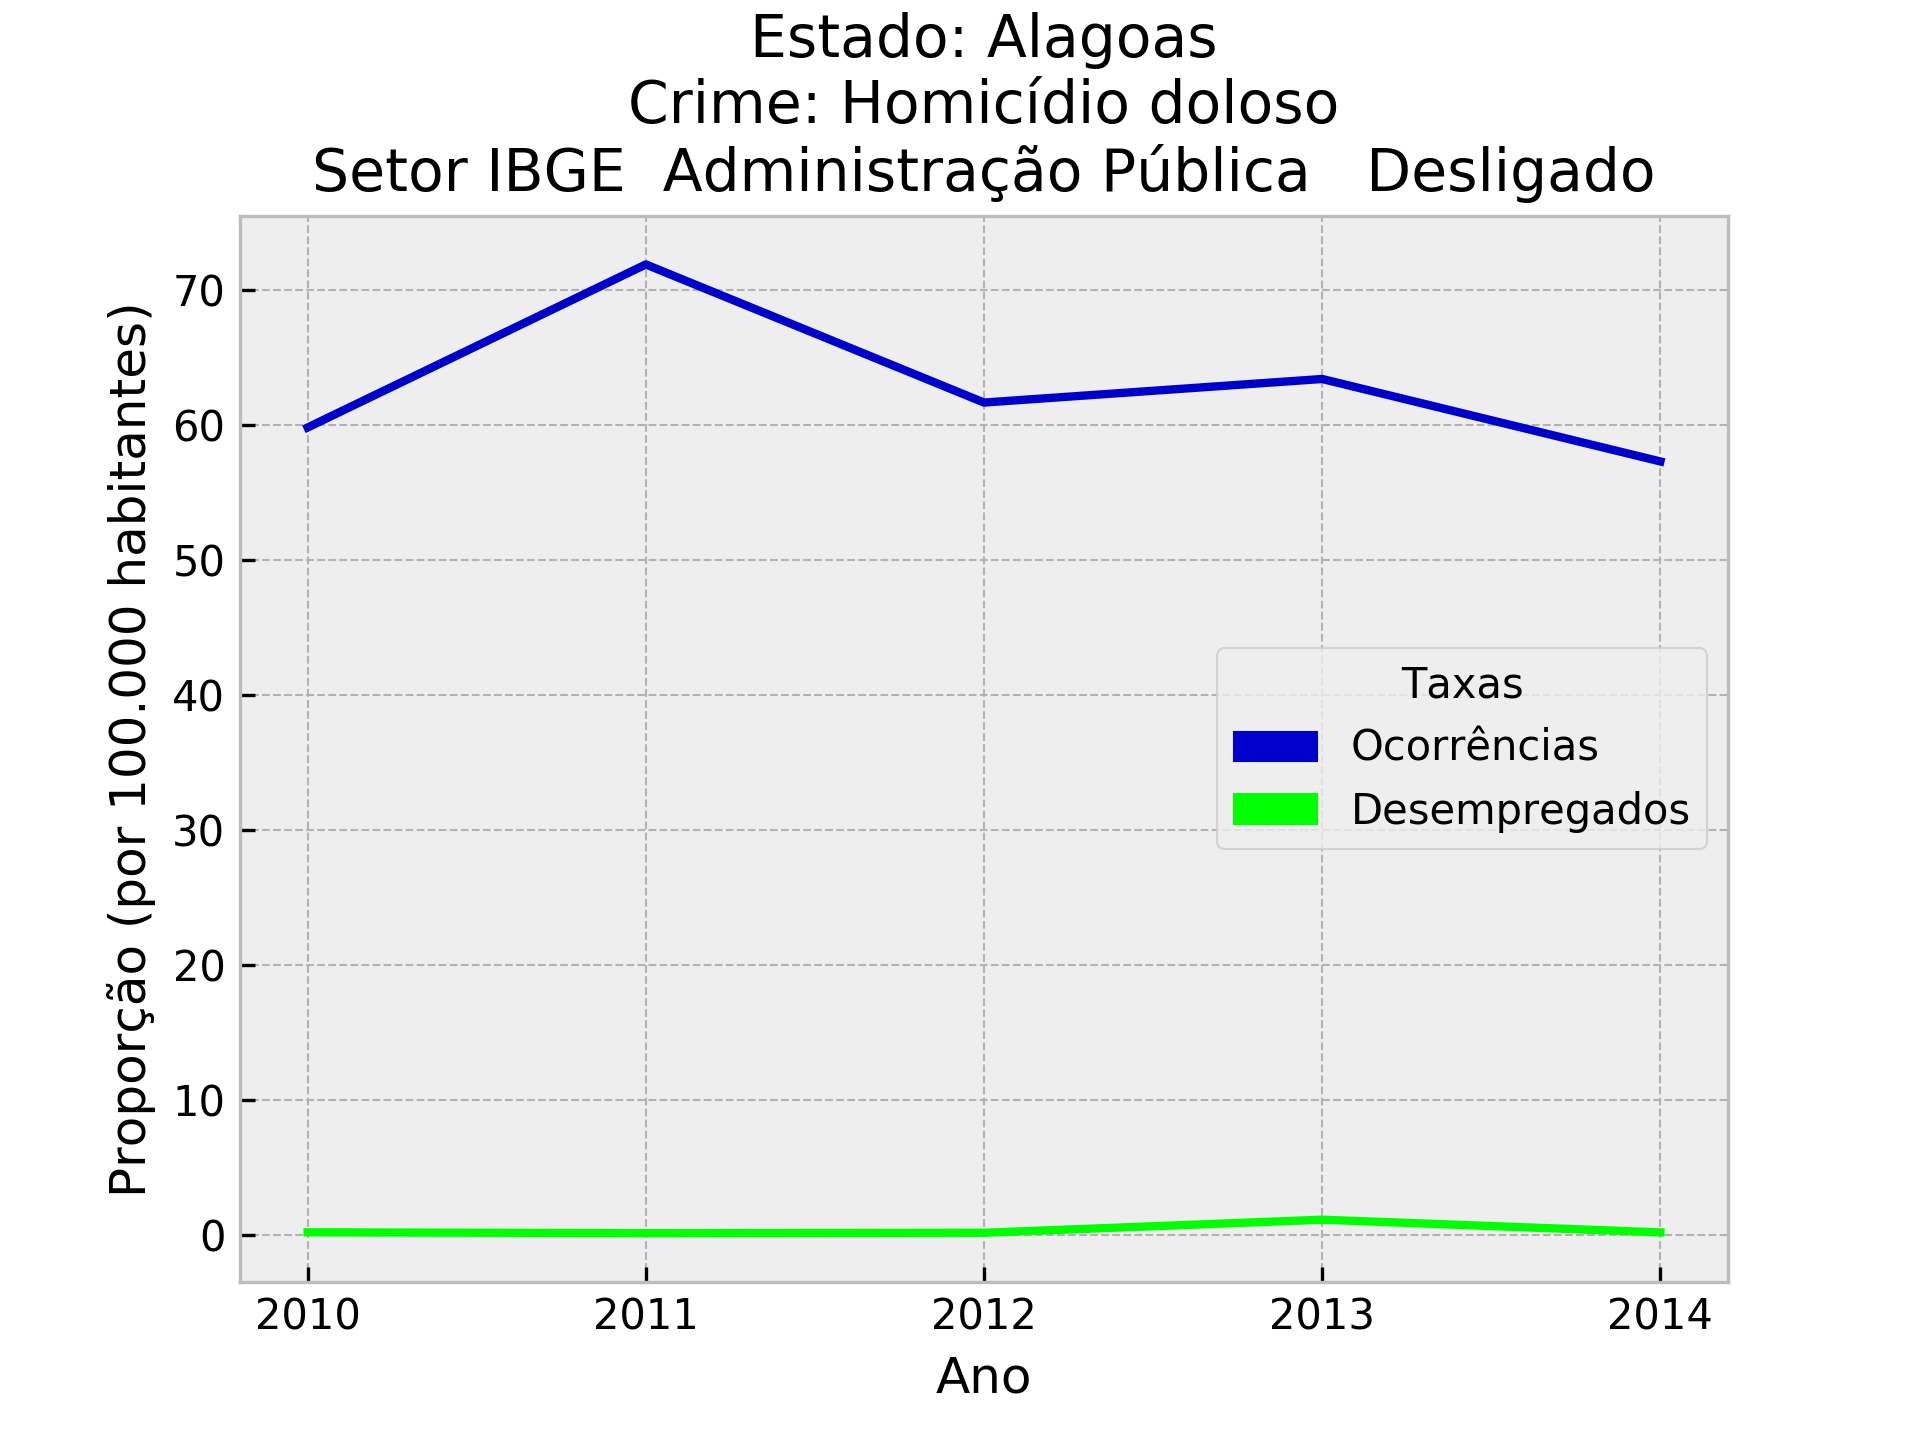 Estado: Alagoas
Crime: Homicídio doloso
Setor IBGE  Administração Pública   Desligado
Proporção (por 100.000 habitantes)
70
60
50
40
30
20
10
0
Taxas
Ocorrências
Desempregados
2010
2011
2012
2013
2014
Ano